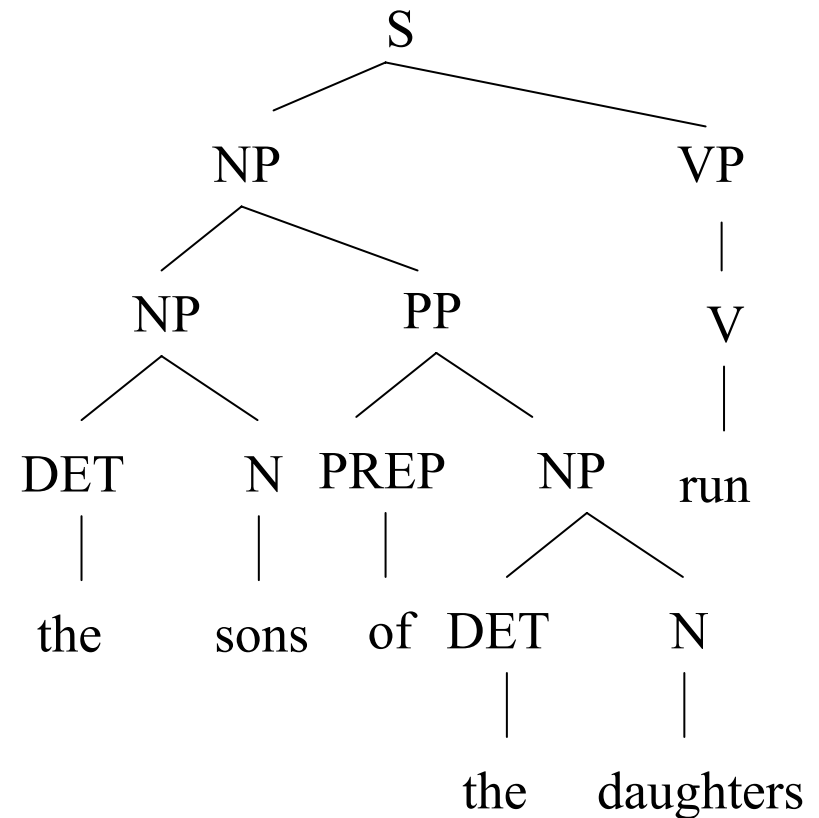 S
NP VP
NP PP V
DET N PREP NP run
the sons of DET N
the daughters